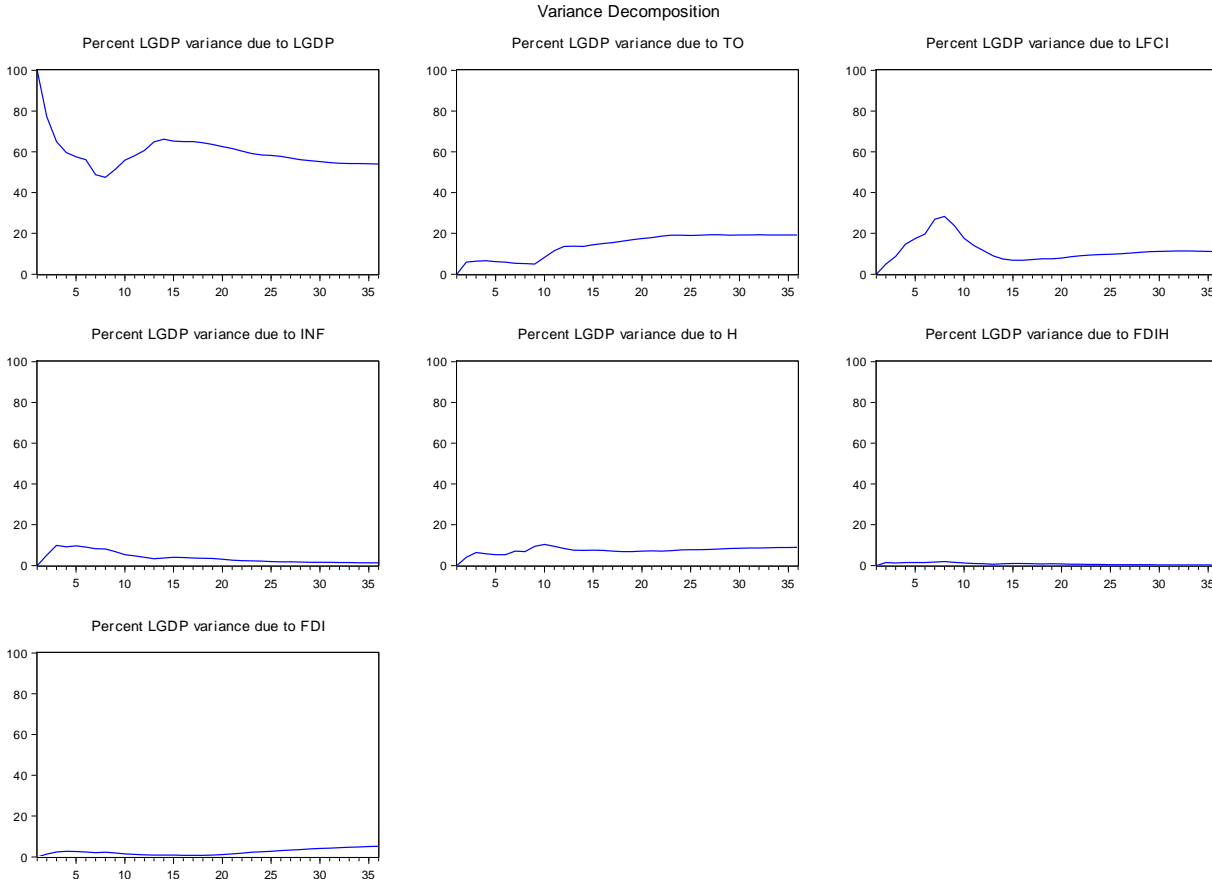 Variance Decomposition
Percent LGDP variance due to LGDP
100
80
60
40
20
0
5 10 15 20 25 30 35
Percent LGDP variance due to TO
100
80
60
40
20
0
5 10 15 20 25 30 35
Percent LGDP variance due to LFCI
100
80
60
40
20
0
5 10 15 20 25 30 35
Percent LGDP variance due to INF
100
80
60
40
20
0
5 10 15 20 25 30 35
Percent LGDP variance due to H
100
80
60
40
20
0
5 10 15 20 25 30 35
Percent LGDP variance due to FDIH
100
80
60
40
20
0
5 10 15 20 25 30 35
Percent LGDP variance due to FDI
100
80
60
40
20
0
5 10 15 20 25 30 35